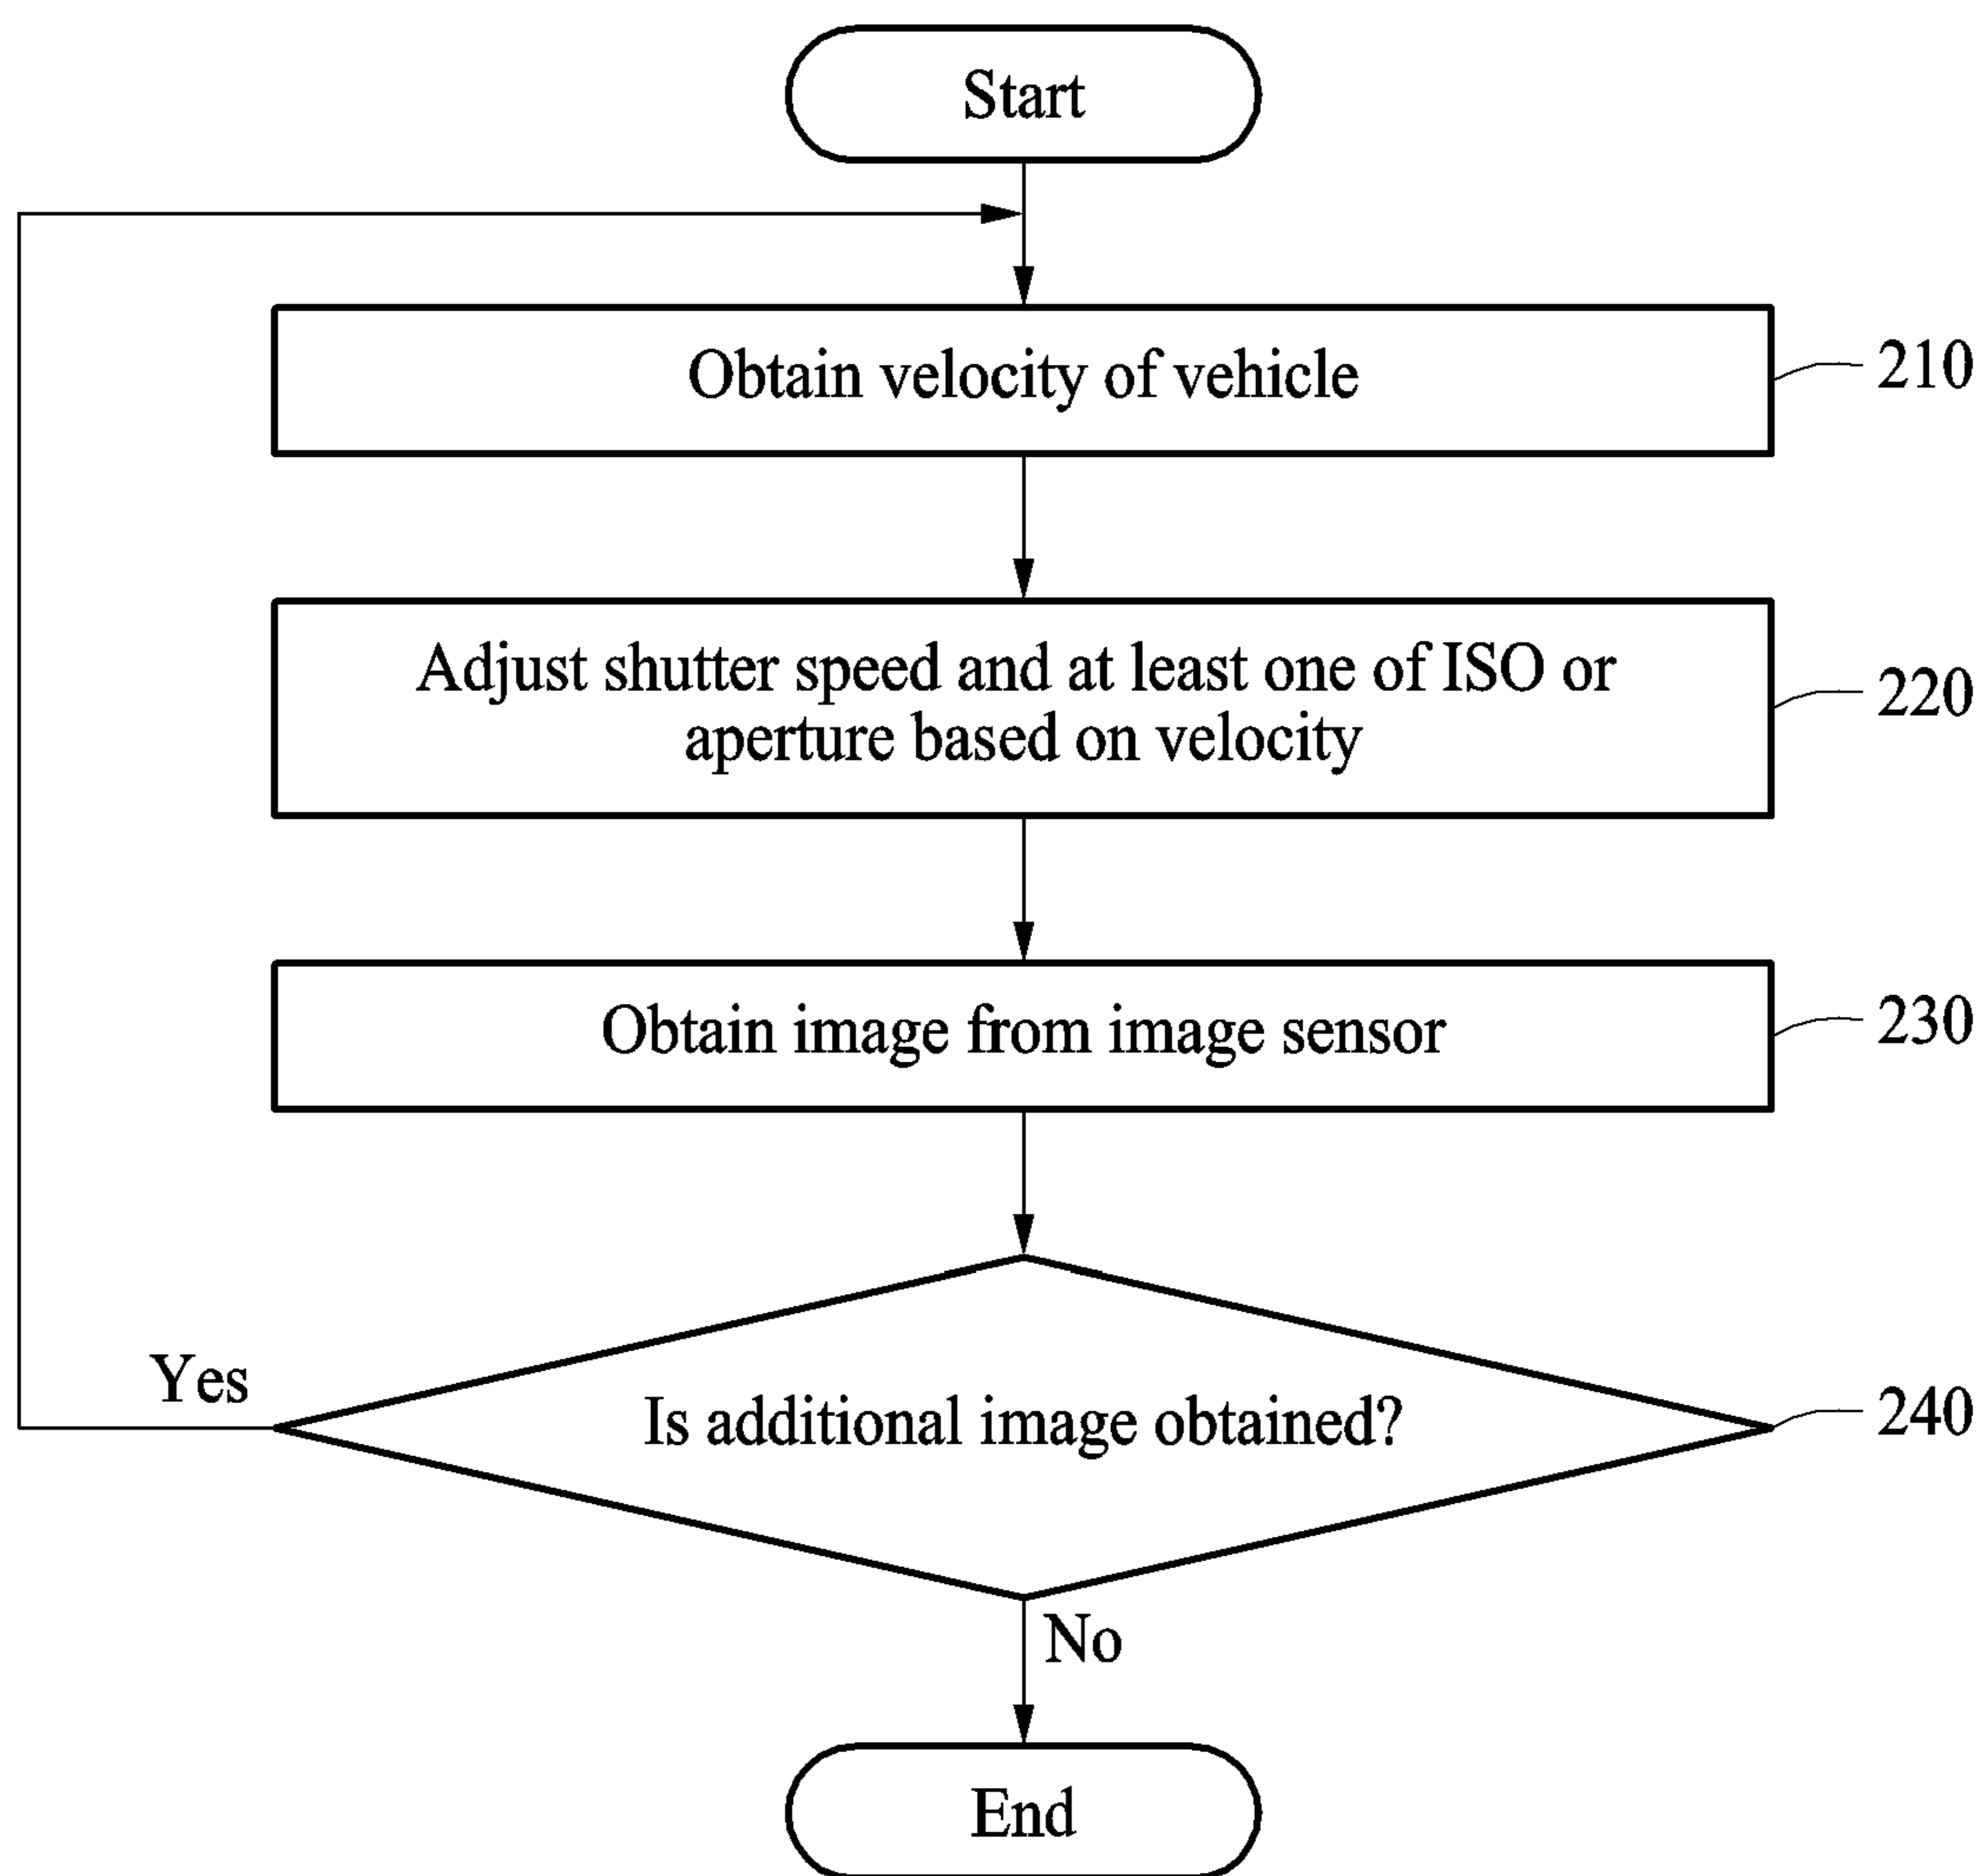 Start
Obtain velocity of vehicle
210
Adjust shutter speed and at least one of ISO or
aperture based on velocity
220
Obtain image from image sensor
230
Yes
Is additional image obtained?
240
No
End